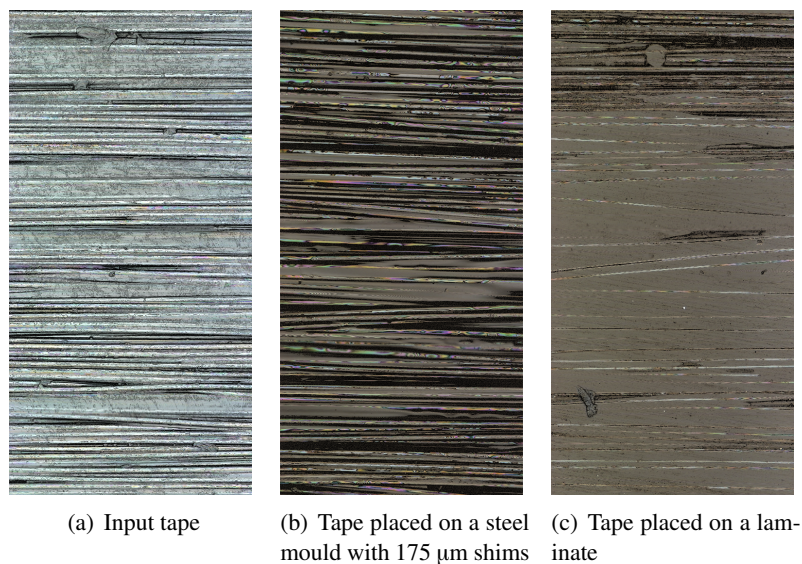 (a) Input tape
(b) Tape placed on a steel
mould with 175 µm shims
(c) Tape placed on a lam-
inate